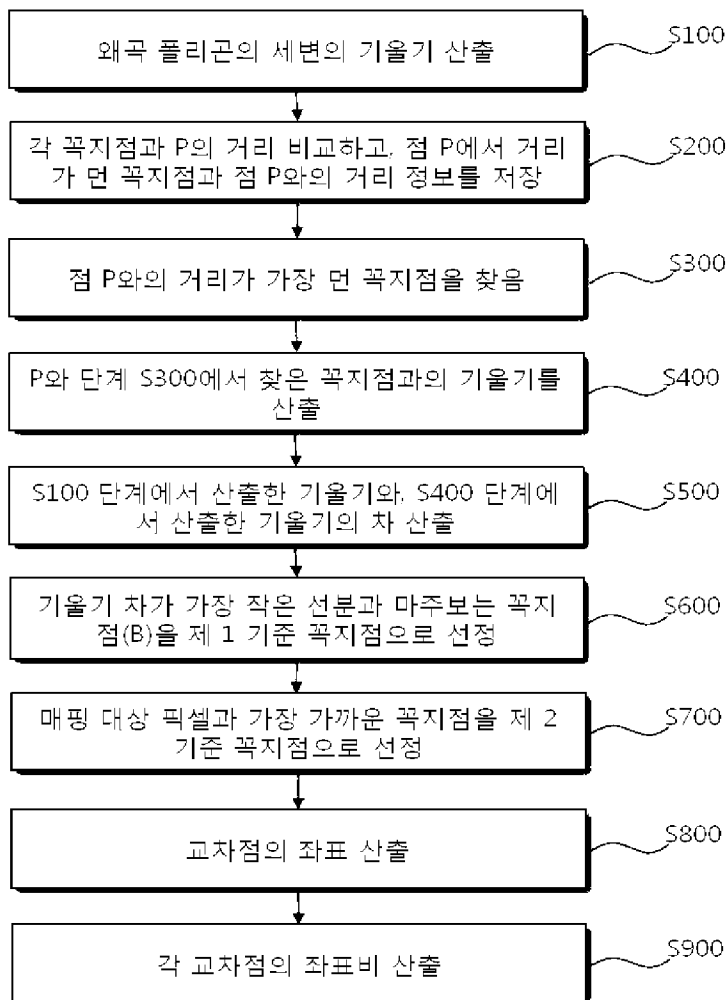 왜곡 폴리곤의 세변의 기울기 산출
S100
각 꼭지점과 P의 거리 비교하고, 점 P에서 거리
가 먼 꼭지점과 점 P와의 거리 정보를 저장
S200
점 P와의 거리가 가장 먼 꼭지점을 찾음
S300
P와 단계 S300에서 찾은 꼭지점과의 기울기를
산출
S400
S100 단계에서 산출한 기울기와, S400 단계에
서 산출한 기울기의 차 산출
S500
기울기 차가 가장 작은 선분과 마주보는 꼭지
점(B)을 제 1 기준 꼭지점으로 선정
S600
매핑 대상 픽셀과 가장 가까운 꼭지점을 제 2
기준 꼭지점으로 선정
S700
교차점의 좌표 산출
S800
각 교차점의 좌표비 산출
S900